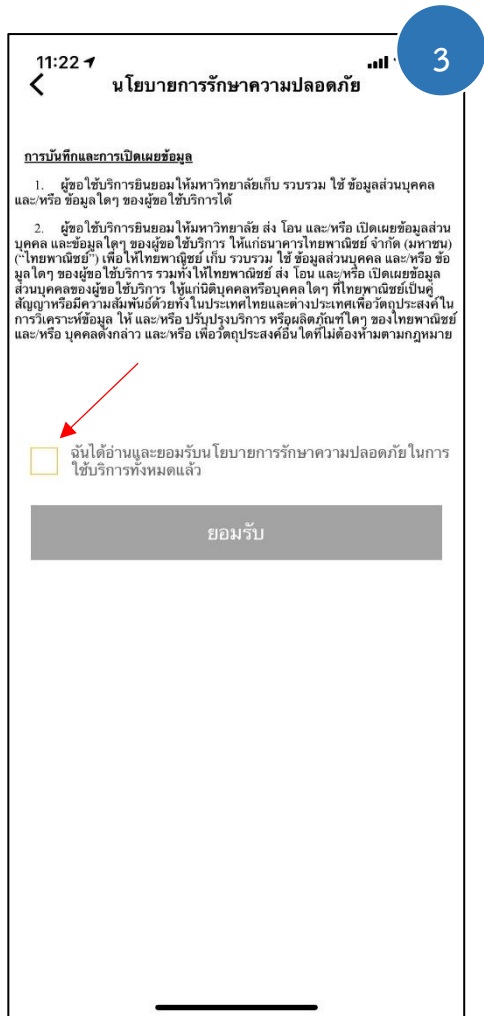 3
11:22
นโยบายการรักษาความปลอดภัย
การบันทึกและการเปิดเผยข้อมูล
1. ผู้ขอใช้บริการยินยอมให้มหาวิทยาลัยเก็บ รวบรวม ใช้ ข้อมูลส่วนบุคคล
และ/หรือ ข้อมูลใดๆ ของผู้ขอใช้บริการได้
2. ผู้ขอใช้บริการยินยอมให้มหาวิทยาลัย ส่ง โอน และ/หรือ เปิดเผยข้อมูลส่วน
บุคคล และข้อมูลใดๆ ของผู้ขอใช้บริการ ให้แก่ธนาคารไทยพาณิชย์ จำกัด (มหาชน)
(“ไทยพาณิชย์”) เพื่อให้ไทยพาณิชย์ เก็บ รวบรวม ใช้ ข้อมูลส่วนบุคคล และ/หรือ ข้อ
มูลใดๆ ของผู้ขอใช้บริการ รวมทั้งให้ไทยพาณิชย์ ส่ง โอน และ/หรือ เปิดเผยข้อมูล
ส่วนบุคคลของผู้ขอใช้บริการ ให้แก่นิติบุคคลหรือบุคคลใดๆ ที่ไทยพาณิชย์เป็นคู่
สัญญาหรือมีความสัมพันธ์ด้วยทั้งในประเทศไทยและต่างประเทศเพื่อวัตถุประสงค์ใน
การวิเคราะห์ข้อมูล ให้ และ/หรือ ปรับปรุงบริการ หรือผลิตภัณฑ์ใดๆ ของไทยพาณิชย์
และ/หรือ บุคคลดังกล่าว และ/หรือ เพื่อวัตถุประสงค์อื่นใดที่ไม่ต้องห้ามตามกฎหมาย
ฉันได้อ่านและยอมรับนโยบายการรักษาความปลอดภัยในการ
ใช้บริการทั้งหมดแล้ว
ยอมรับ